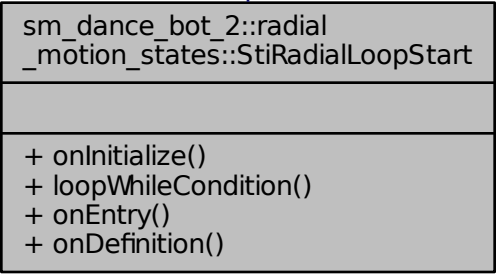 sm_dance_bot_2::radial
_motion_states::StiRadialLoopStart
+ onInitialize()
+ loopWhileCondition()
+ onEntry()
+ onDefinition()